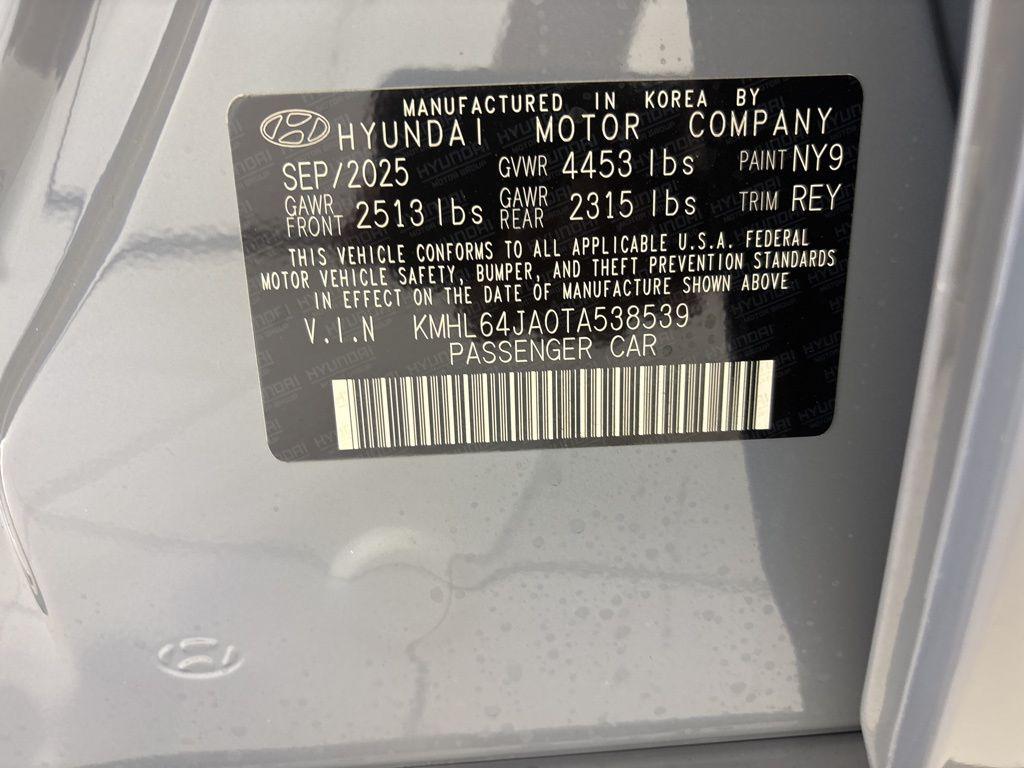 MANUFACTURED IN KOREA BY
HYUNDAI MOTOR COMPANY
SEP/2025 GVWR 4453 lbs PAINT NY9
GAWR FRONT 2513 lbs GAWR REAR 2315 lbs TRIM REY
THIS VEHICLE CONFORMS TO ALL APPLICABLE U.S.A. FEDERAL
MOTOR VEHICLE SAFETY, BUMPER, AND THEFT PREVENTION STANDARDS
IN EFFECT ON THE DATE OF MANUFACTURE SHOWN ABOVE
V.I.N KMHL64JA0TA538539
PASSENGER CAR